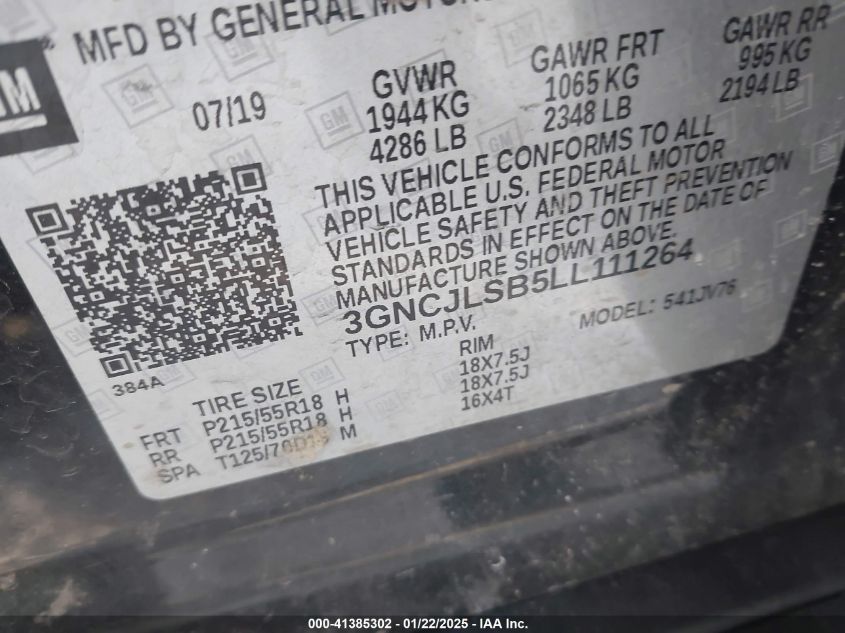 MFD BY GENERAL
GM
07/19
GVWR
1944 KG
4286 LB
GAWR FRT
1065 KG
2348 LB
GAWR RR
995 KG
2194 LB
THIS VEHICLE CONFORMS TO ALL
APPLICABLE U.S. FEDERAL MOTOR
VEHICLE SAFETY AND THEFT PREVENTION
STANDARDS IN EFFECT ON THE DATE OF
MANUFACTURE SHOWN ABOVE.
3GNCJLSB5LL111264
TYPE: M.P.V. MODEL: 541JV76
384A
TIRE SIZE RIM
FRT P215/55R18 H 18X7.5J
RR P215/55R18 H 18X7.5J
SPA M 16X4T
000-41385302 - 01/22/2025 - IAA Inc.